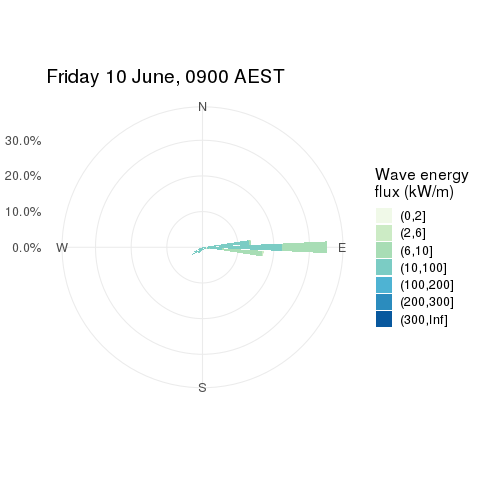 Friday 10 June, 0900 AEST
N
30.0%
20.0%
10.0%
0.0%
W
E
S
Wave energy
flux (kW/m)
(0,2]
(2,6]
(6,10]
(10,100]
(100,200]
(200,300]
(300,Inf]